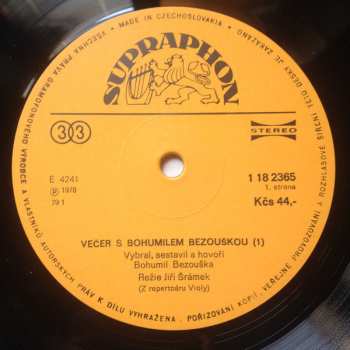 VŠECHNA PRÁVA GRAMOFONOVÉHO VÝROBCE A VLASTNÍKŮ AUTORSKÝCH PRÁV K DÍLU VYHRAŽENA. POŘIZOVÁNÍ KOPIÍ, VEŘEJNÉ PROVOZOVÁNÍ A ROZHLASOVÉ ŠÍŘENÍ TÉTO DESKY JE ZAKÁZÁNO
• MADE IN CZECHOSLOVAKIA •
SUPRAPHON
33
STEREO
E 4241
Ⓟ 1978
79 1
1 18 2365
1. strana
Kčs 44,-
VEČER S BOHUMILEM BEZOUŠKOU (1)
Vybral, sestavil a hovoří
Bohumil Bezouška
Režie Jiří Šrámek
(Z repertoáru Violy)